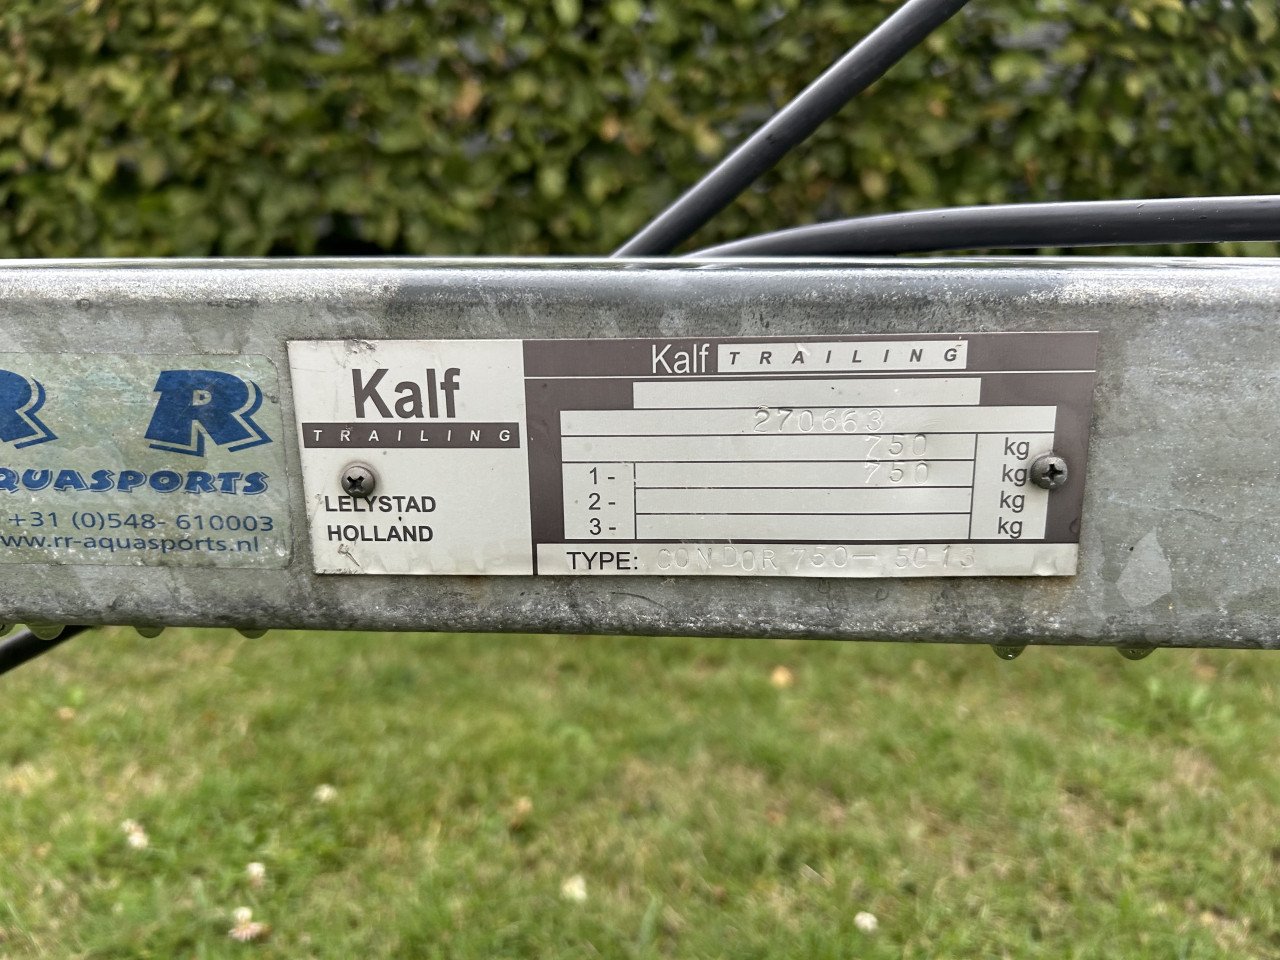 R R
AQUASPORTS
+31 (0)548- 610003
www.rr-aquasports.nl
Kalf
TRAILING
LELYSTAD
HOLLAND
Kalf TRAILING
270663
750 kg
1- 750 kg
2- kg
3- kg
TYPE: CONDOR 750-50-13